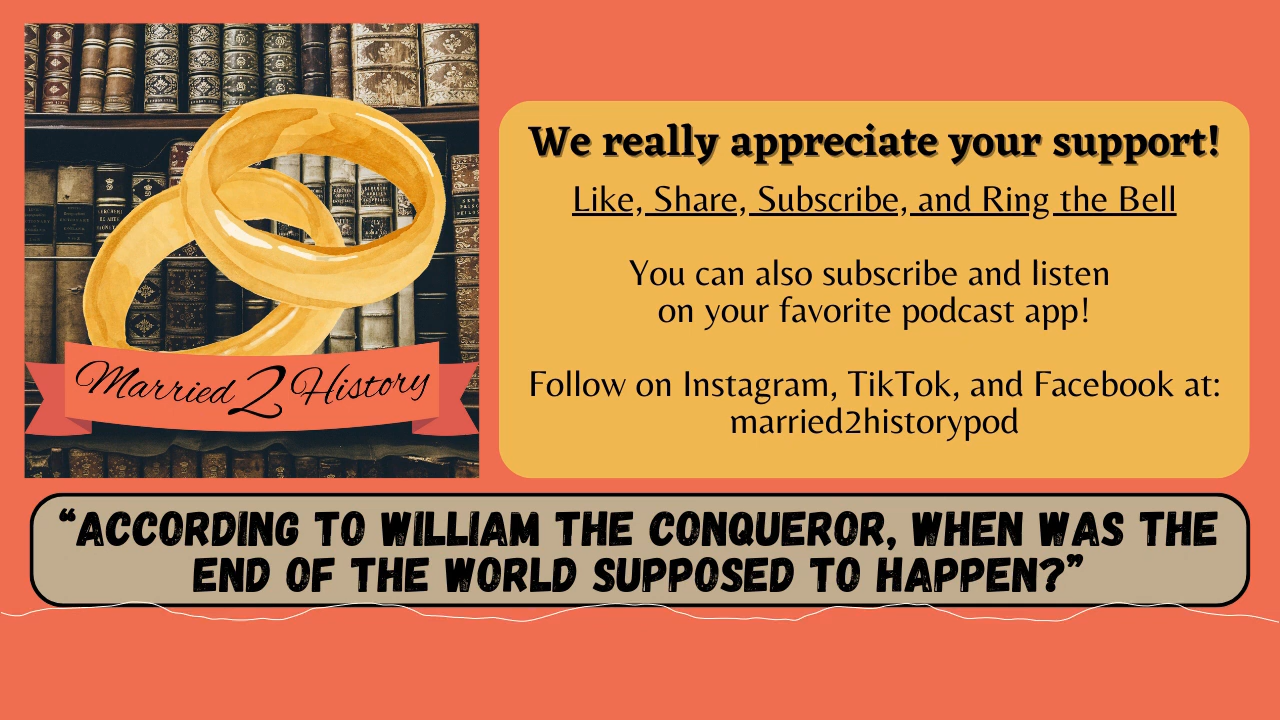 Married 2 History
We really appreciate your support!
Like, Share, Subscribe, and Ring the Bell
You can also subscribe and listen
on your favorite podcast app!
Follow on Instagram, TikTok, and Facebook at:
married2historypod
“ACCORDING TO WILLIAM THE CONQUEROR, WHEN WAS THE
END OF THE WORLD SUPPOSED TO HAPPEN?”